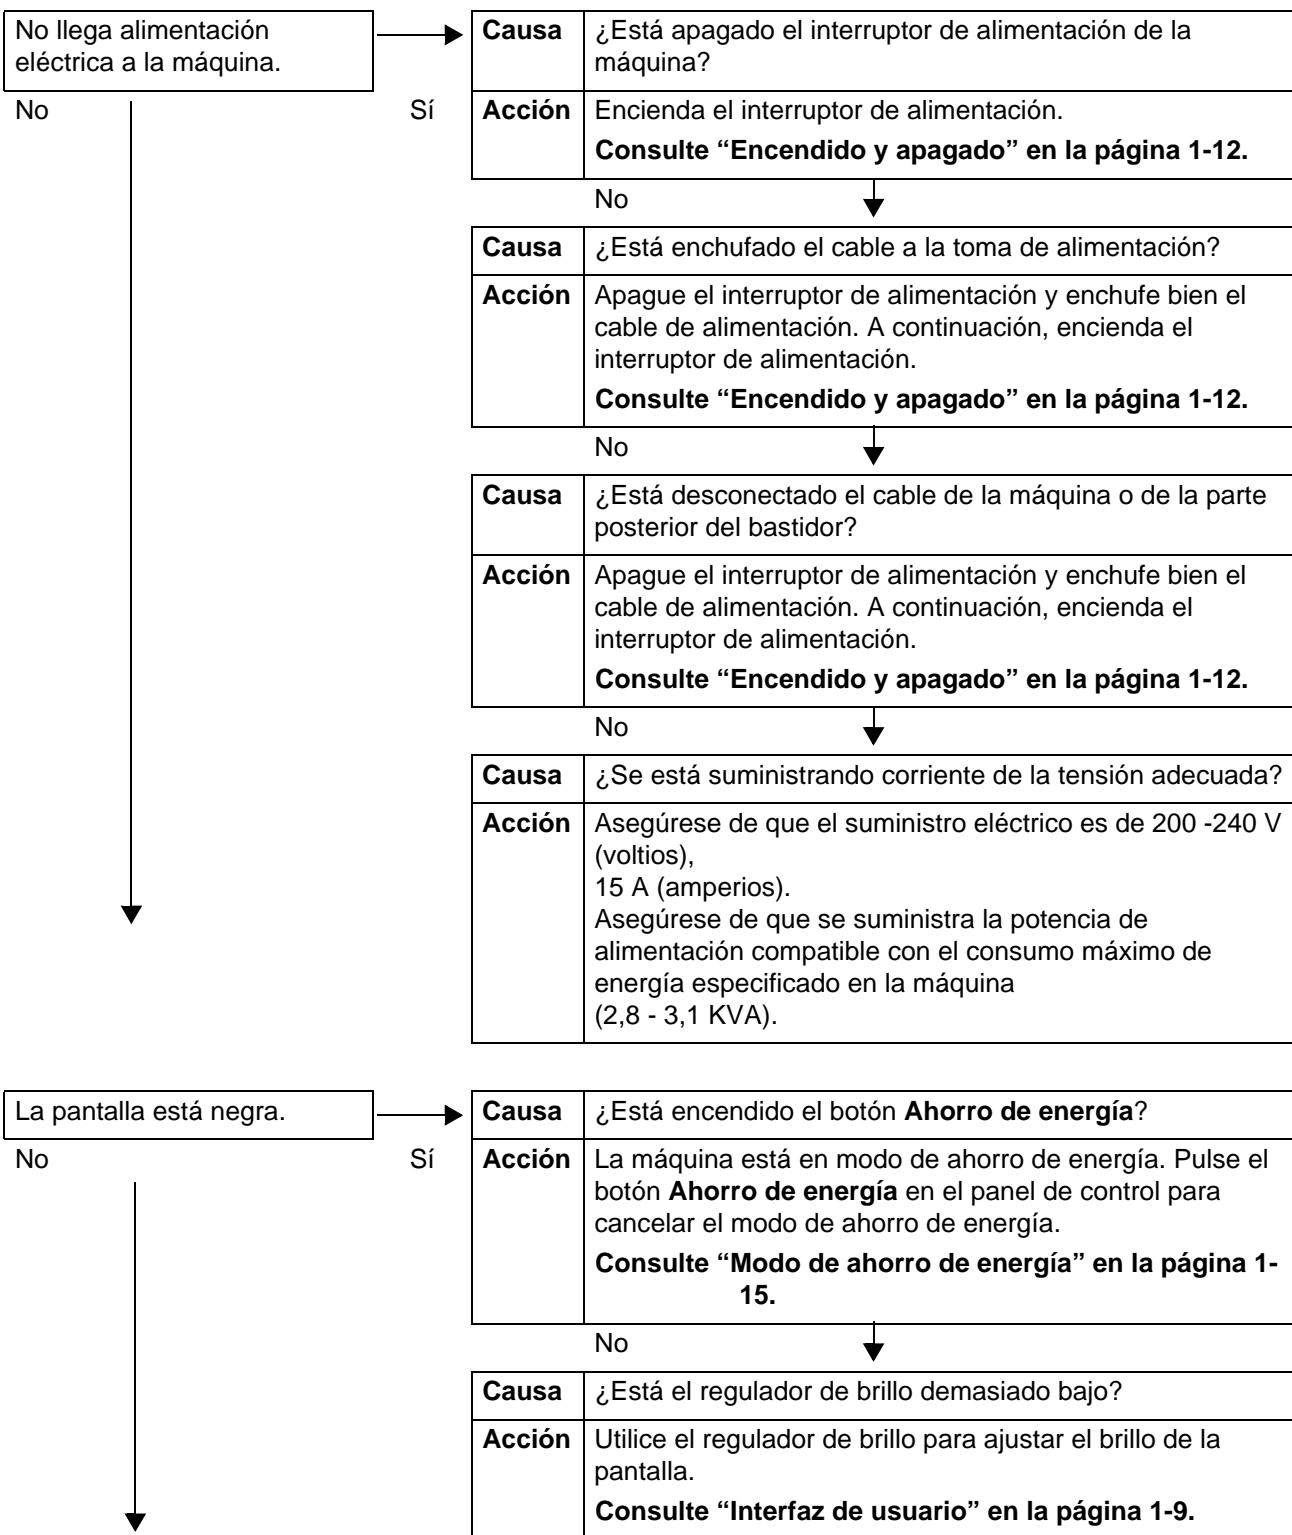 No llega alimentación
eléctrica a la máquina.
Causa
¿Está apagado el interruptor de alimentación de la
máquina?
No
Sí
Acción
Encienda el interruptor de alimentación.
Consulte “Encendido y apagado” en la página 1-12.
No
Causa
¿Está enchufado el cable a la toma de alimentación?
Acción
Apague el interruptor de alimentación y enchufe bien el
cable de alimentación. A continuación, encienda el
interruptor de alimentación.
Consulte “Encendido y apagado” en la página 1-12.
No
Causa
¿Está desconectado el cable de la máquina o de la parte
posterior del bastidor?
Acción
Apague el interruptor de alimentación y enchufe bien el
cable de alimentación. A continuación, encienda el
interruptor de alimentación.
Consulte “Encendido y apagado” en la página 1-12.
No
Causa
¿Se está suministrando corriente de la tensión adecuada?
Acción
Asegúrese de que el suministro eléctrico es de 200 -240 V
(voltios),
15 A (amperios).
Asegúrese de que se suministra la potencia de
alimentación compatible con el consumo máximo de
energía especificado en la máquina
(2,8 - 3,1 KVA).
La pantalla está negra.
Causa
¿Está encendido el botón Ahorro de energía?
No
Sí
Acción
La máquina está en modo de ahorro de energía. Pulse el
botón Ahorro de energía en el panel de control para
cancelar el modo de ahorro de energía.
Consulte “Modo de ahorro de energía” en la página 1-
15.
No
Causa
¿Está el regulador de brillo demasiado bajo?
Acción
Utilice el regulador de brillo para ajustar el brillo de la
pantalla.
Consulte “Interfaz de usuario” en la página 1-9.